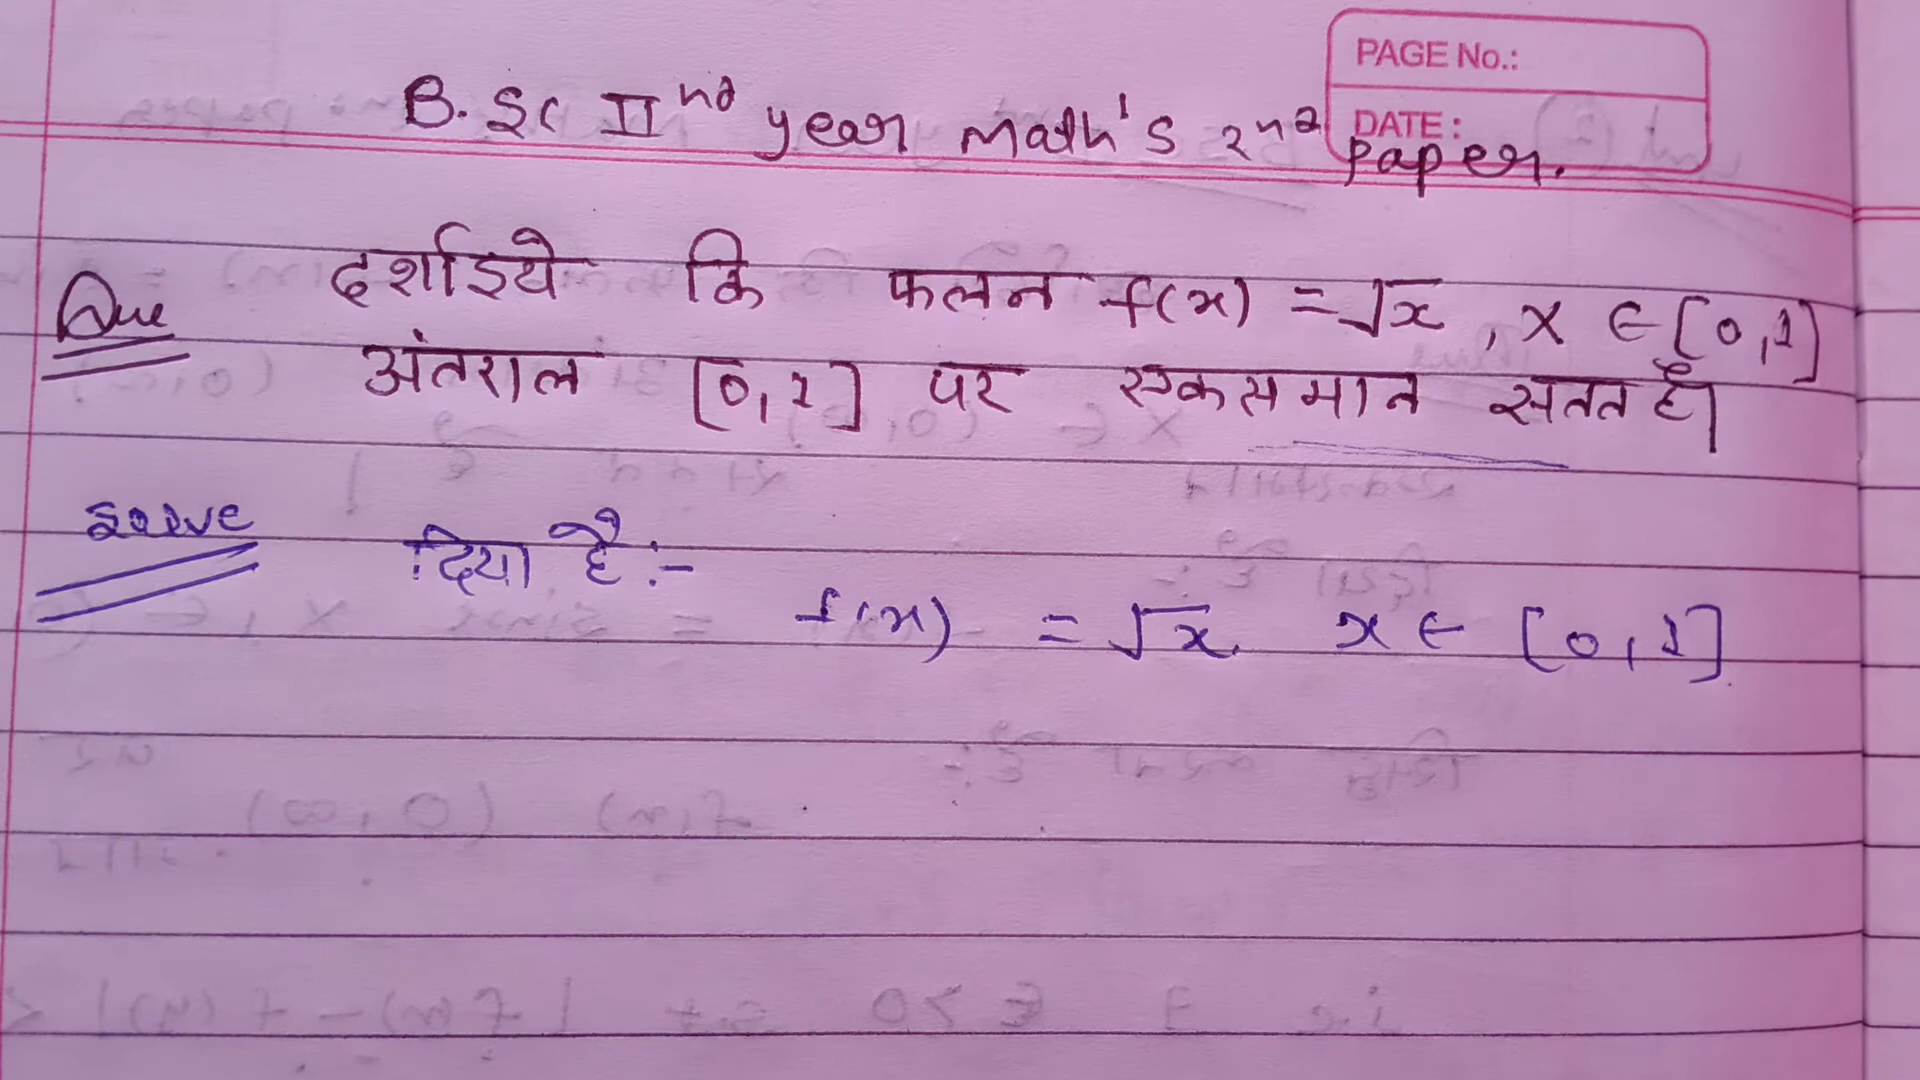 PAGE No.:
DATE:
B.Sc IInd year math's 2nd paper.
Que दर्शाइये कि फलन f(x) = √x , x ∈ [0,1]
अंतराल [0,1] पर एकसमान सतत है।
Solve दिया है :-
f(x) = √x, x ∈ [0,1]